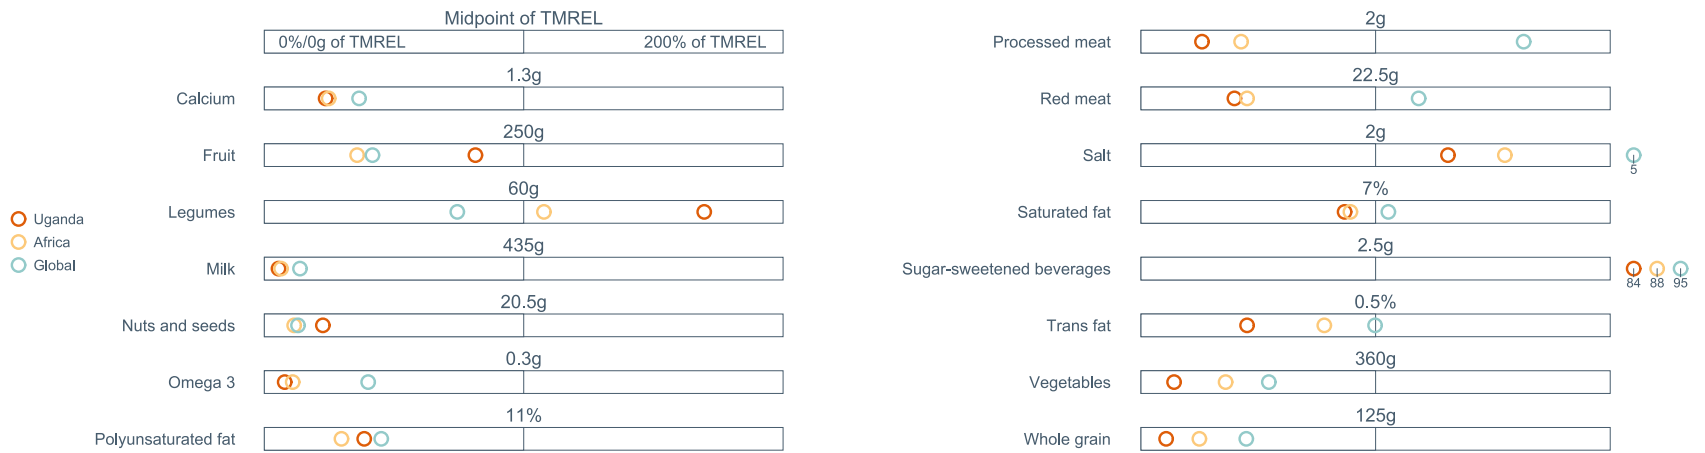 Midpoint of TMREL
0%/0g of TMREL
200% of TMREL
1.3g
Calcium
250g
Fruit
60g
Legumes
435g
Milk
20.5g
Nuts and seeds
0.3g
Omega 3
11%
Polyunsaturated fat
Uganda
Africa
Global
2g
Processed meat
22.5g
Red meat
2g
Salt
5
7%
Saturated fat
2.5g
Sugar-sweetened beverages
84 88 95
0.5%
Trans fat
360g
Vegetables
125g
Whole grain